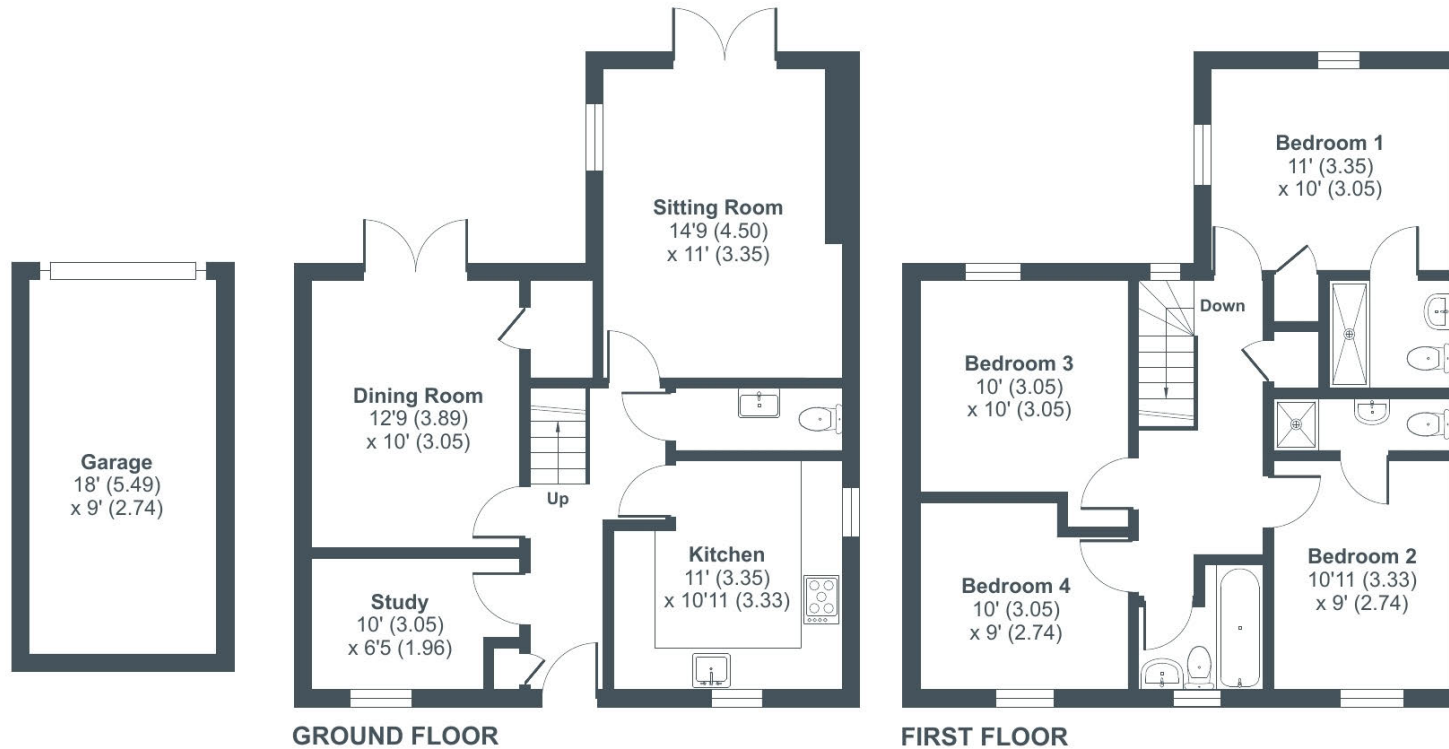 Garage
18' (5.49)
x 9' (2.74)
Dining Room
12'9 (3.89)
x 10' (3.05)
Study
10' (3.05)
x 6'5 (1.96)
Up
Sitting Room
14'9 (4.50)
x 11' (3.35)
Kitchen
11' (3.35)
x 10'11 (3.33)
GROUND FLOOR
Bedroom 1
11' (3.35)
x 10' (3.05)
Down
Bedroom 3
10' (3.05)
x 10' (3.05)
Bedroom 4
10' (3.05)
x 9' (2.74)
Bedroom 2
10'11 (3.33)
x 9' (2.74)
FIRST FLOOR